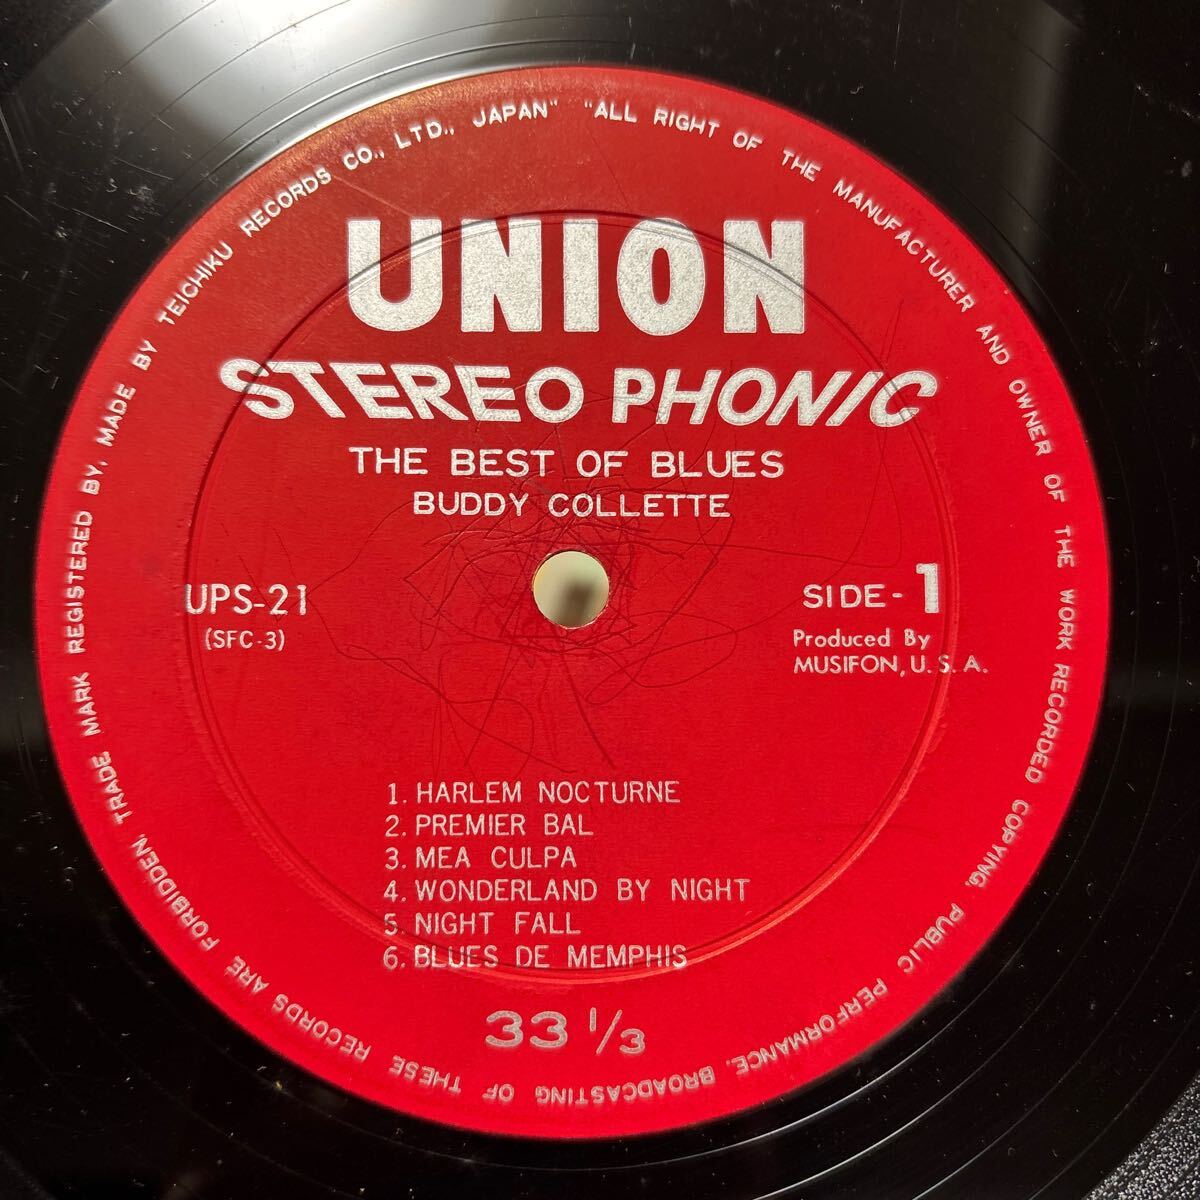 UNION
STEREO PHONIC
THE BEST OF BLUES
BUDDY COLLETTE
UPS-21
(SFC-3)
SIDE-1
Produced By
MUSIFON, U. S. A.
1. HARLEM NOCTURNE
2. PREMIER BAL
3. MEA CULPA
4. WONDERLAND BY NIGHT
5. NIGHT FALL
6. BLUES DE MEMPHIS
33 1/3
"ALL RIGHT OF THE MANUFACTURER AND OWNER OF THE WORK RECORDED COPYING, PUBLIC PERFORMANCE, BROADCASTING OF THESE RECORDS ARE FORBIDDEN, TRADE MARK REGISTERED BY, MADE BY TEICHIKU RECORDS CO., LTD., JAPAN"